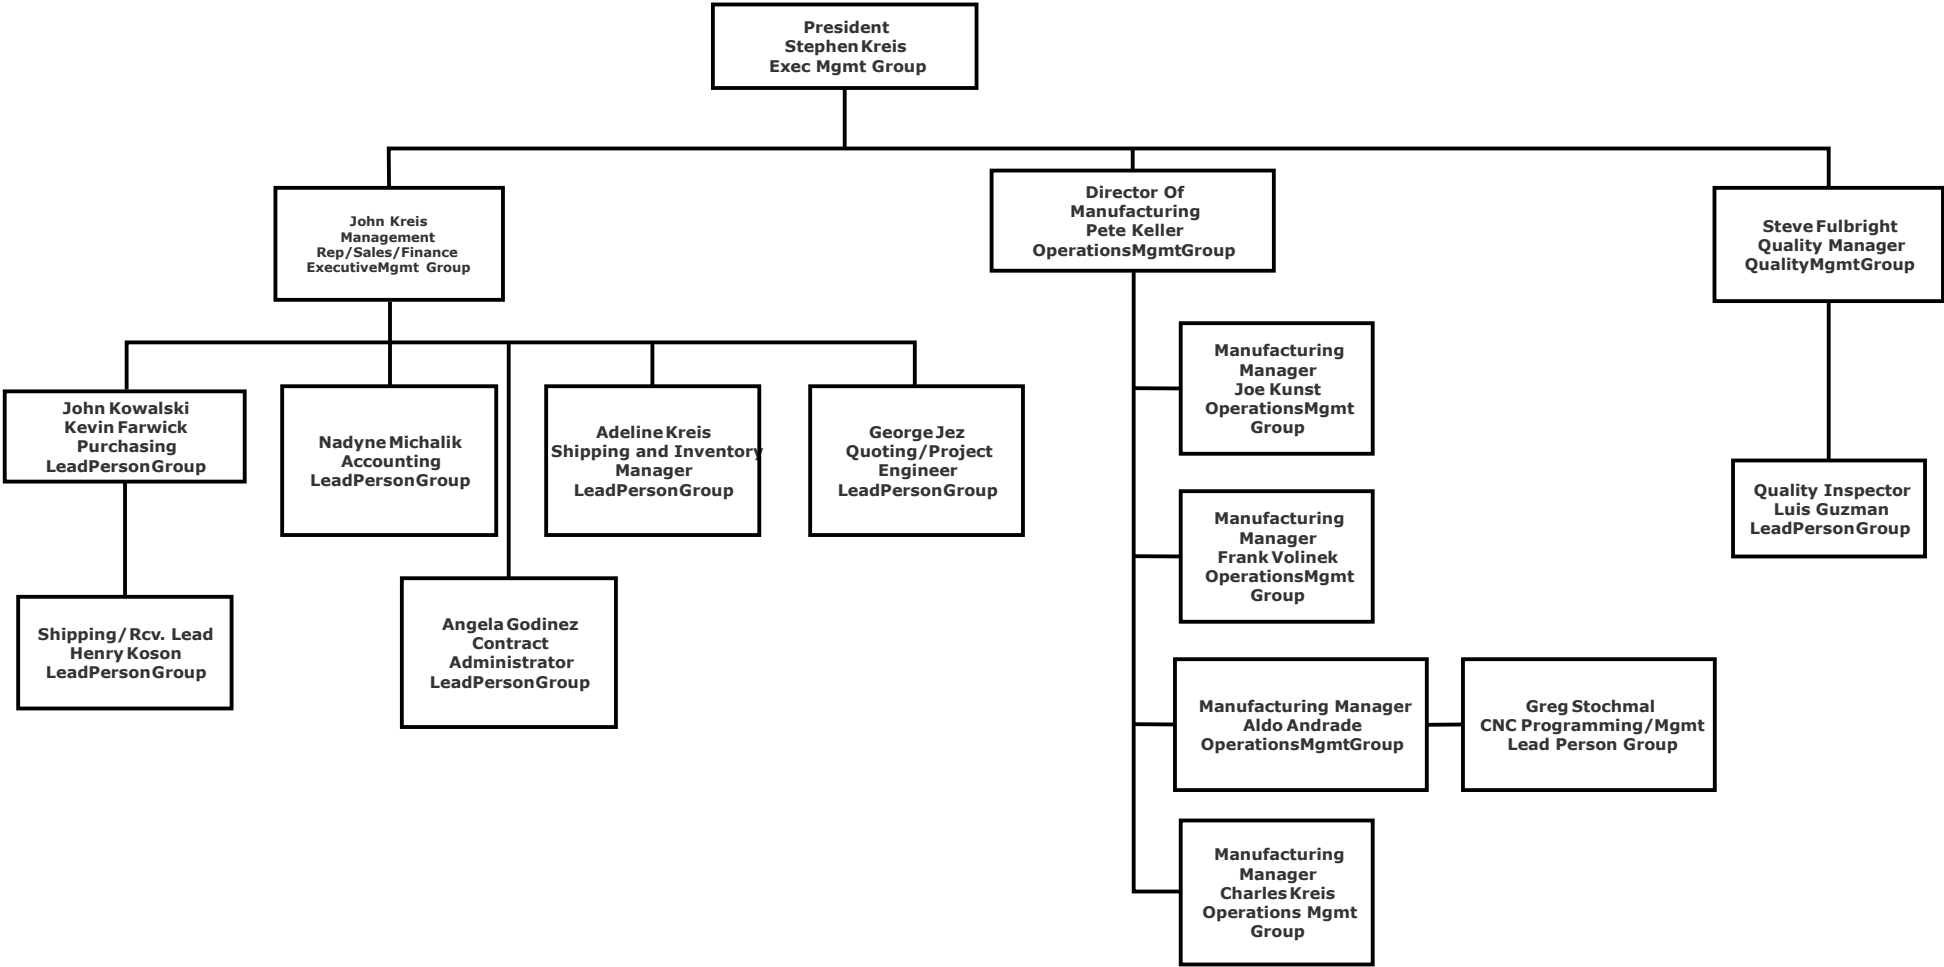 President
Stephen Kreis
Exec Mgmt Group
John Kreis
Management
Rep/Sales/Finance
ExecutiveMgmt Group
Director Of
Manufacturing
Pete Keller
OperationsMgmtGroup
Steve Fulbright
Quality Manager
QualityMgmtGroup
John Kowalski
Kevin Farwick
Purchasing
LeadPersonGroup
Nadyne Michalik
Accounting
LeadPersonGroup
Adeline Kreis
Shipping and Inventory
Manager
LeadPersonGroup
George Jez
Quoting/Project
Engineer
LeadPersonGroup
Shipping/Rcv. Lead
Henry Koson
LeadPersonGroup
Angela Godinez
Contract
Administrator
LeadPersonGroup
Manufacturing
Manager
Joe Kunst
OperationsMgmt
Group
Manufacturing
Manager
Frank Volinek
OperationsMgmt
Group
Manufacturing Manager
Aldo Andrade
OperationsMgmtGroup
Greg Stochmal
CNC Programming/Mgmt
Lead Person Group
Manufacturing
Manager
Charles Kreis
Operations Mgmt
Group
Quality Inspector
Luis Guzman
LeadPersonGroup